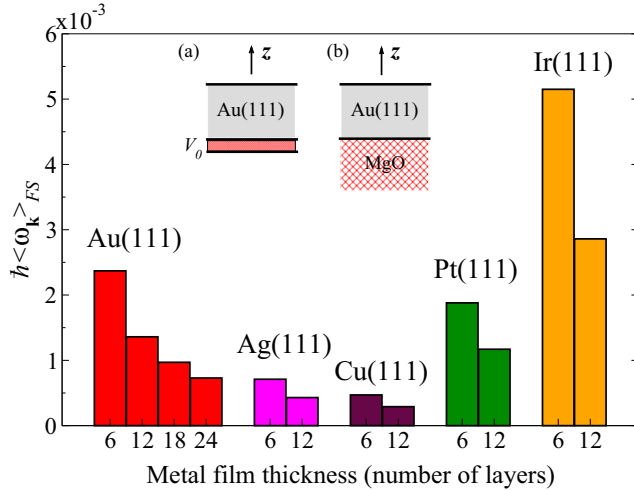 6x10⁻³
5
4
3
2
1
0
ħ<ω_k>_FS
(a) z
(b) z
Au(111)
Au(111)
V₀
MgO
Ir(111)
Au(111)
Pt(111)
Ag(111)
Cu(111)
6 12 18 24 6 12 6 12 6 12 6 12
Metal film thickness (number of layers)